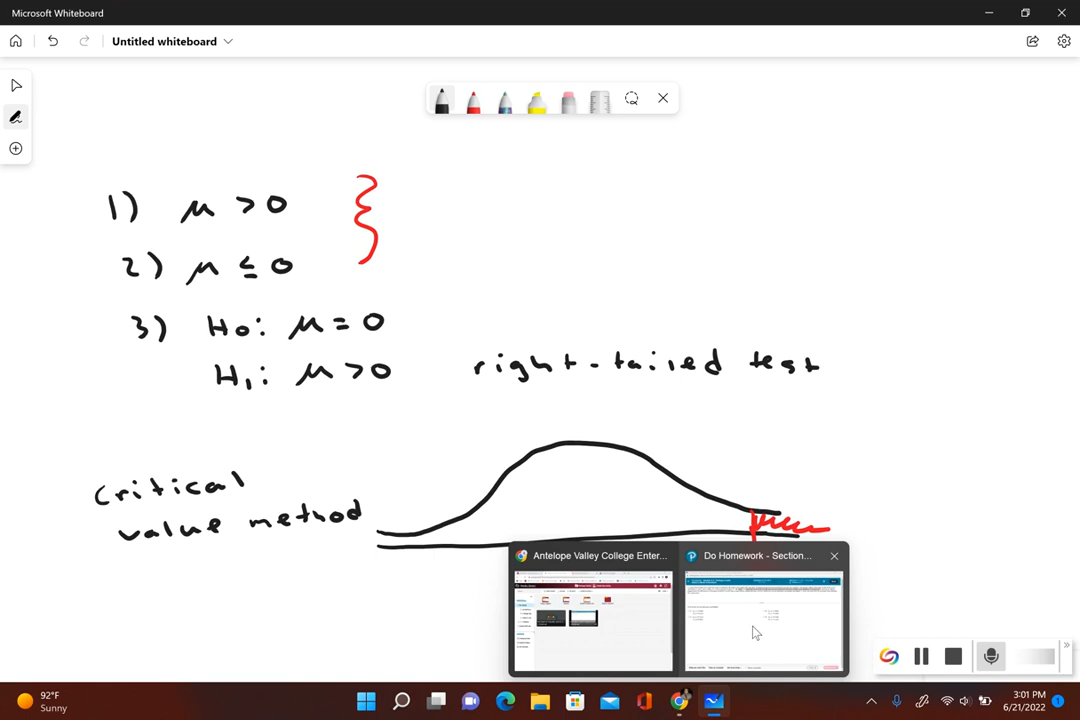 Microsoft Whiteboard
Untitled whiteboard
1) μ > 0
2) μ ≤ 0
3) H0: μ = 0
H1: μ > 0
right-tailed test
critical
value method
Antelope Valley College Enter...
Do Homework - Section...
92°F
Sunny
3:01 PM
6/21/2022